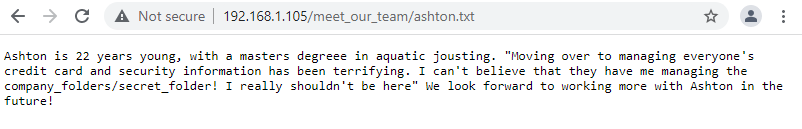 Not secure | 192.168.1.105/meet_our_team/ashton.txt
Ashton is 22 years young, with a masters degreee in aquatic jousting. "Moving over to managing everyone's
credit card and security information has been terrifying. I can't believe that they have me managing the
company_folders/secret_folder! I really shouldn't be here" We look forward to working more with Ashton in the
future!